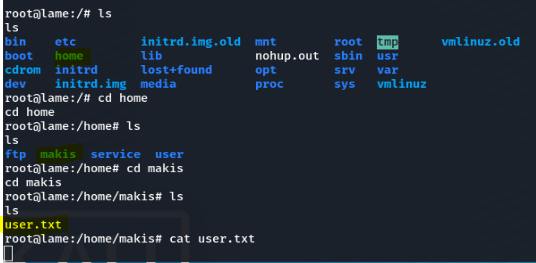 root@lame:/# ls
ls
bin etc initrd.img.old mnt root tmp vmlinuz.old
boot home lib nohup.out sbin usr
cdrom initrd lost+found opt srv var
dev initrd.img media proc sys vmlinuz
root@lame:/# cd home
cd home
root@lame:/home# ls
ls
ftp makis service user
root@lame:/home# cd makis
cd makis
root@lame:/home/makis# ls
ls
user.txt
root@lame:/home/makis# cat user.txt